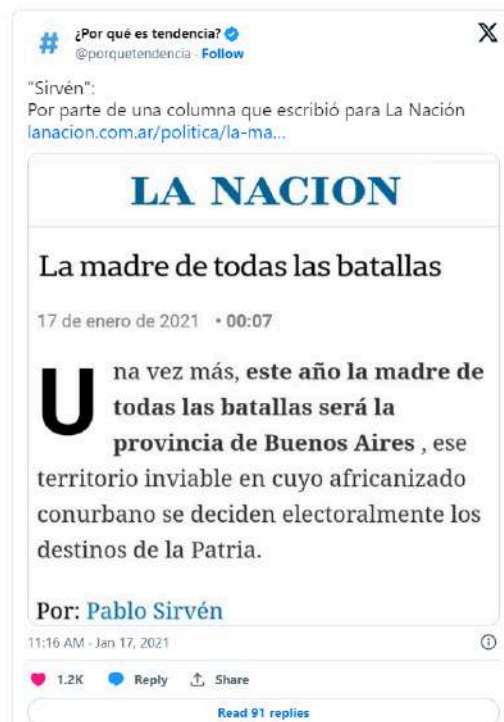 ¿Por qué es tendencia?
@porquetendencia · Follow
"Sirvén":
Por parte de una columna que escribió para La Nación
lanacion.com.ar/politica/la-ma...
LA NACION
La madre de todas las batallas
17 de enero de 2021 • 00:07
Una vez más, este año la madre de
todas las batallas será la
provincia de Buenos Aires , ese
territorio inviable en cuyo africanizado
conurbano se deciden electoralmente los
destinos de la Patria.
Por: Pablo Sirvén
11:16 AM · Jan 17, 2021
1.2K Reply Share
Read 91 replies